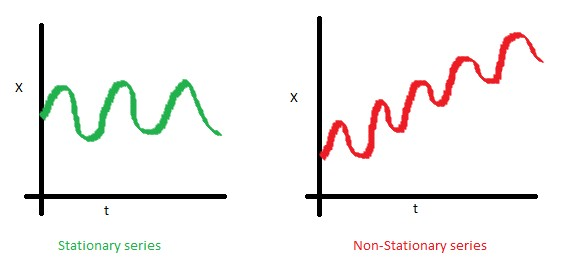 X
t
Stationary series
X
t
Non-Stationary series